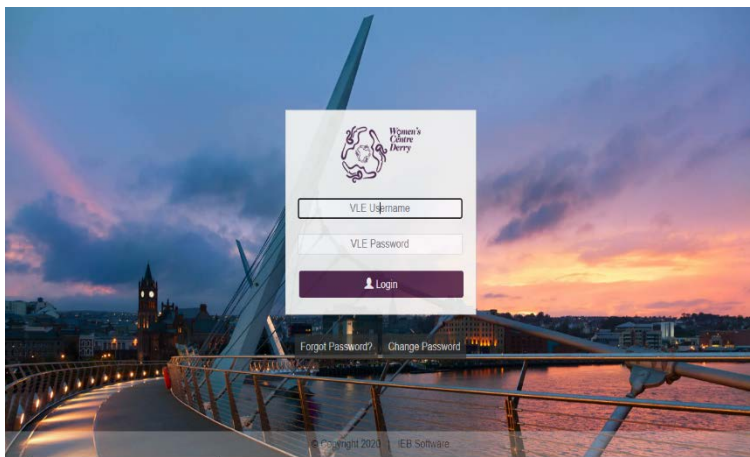 Women's
Centre
Derry
VLE Username
VLE Password
Login
Forgot Password? Change Password
© Copyright 2020 | IEB Software